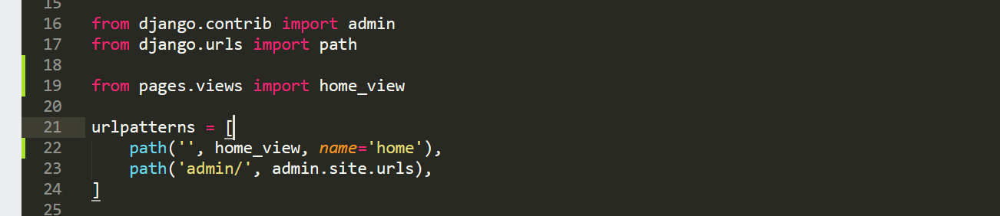 15
16 from django.contrib import admin
17 from django.urls import path
18
19 from pages.views import home_view
20
21 urlpatterns = [
22     path('', home_view, name='home'),
23     path('admin/', admin.site.urls),
24 ]
25